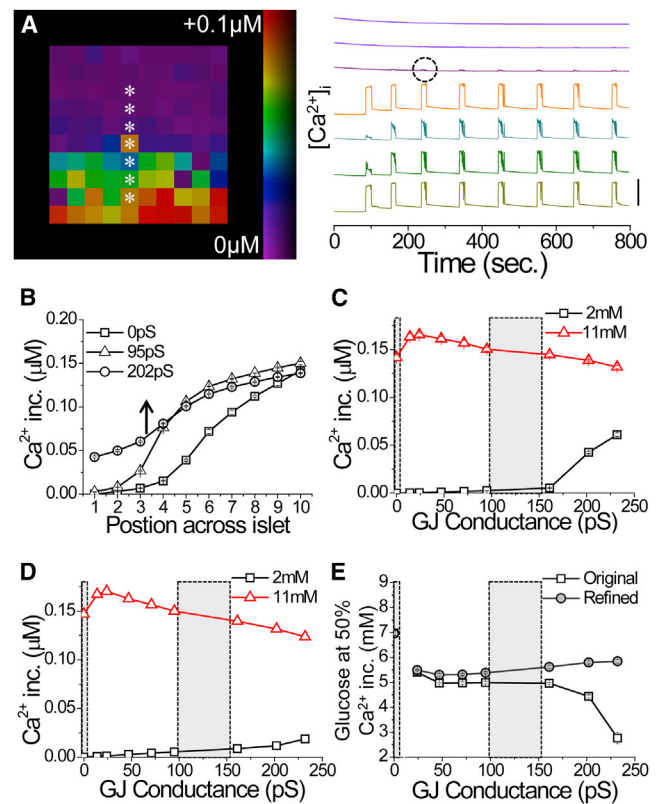 A
+0.1µM
0µM
* * * * * * *
[Ca2+]i
0 200 400 600 800
Time (sec.)
B
0pS
95pS
202pS
0.20
0.15
0.10
0.05
0.00
Ca2+ inc. (µM)
1 2 3 4 5 6 7 8 9 10
Postion across islet
C
2mM
11mM
0.15
0.10
0.05
0.00
Ca2+ inc. (µM)
0 50 100 150 200 250
GJ Conductance (pS)
D
2mM
11mM
0.15
0.10
0.05
0.00
Ca2+ inc. (µM)
0 50 100 150 200 250
GJ Conductance (pS)
E
Original
Refined
9
8
7
6
5
4
3
2
Glucose at 50%
Ca2+ inc. (mM)
0 50 100 150 200 250
GJ Conductance (pS)